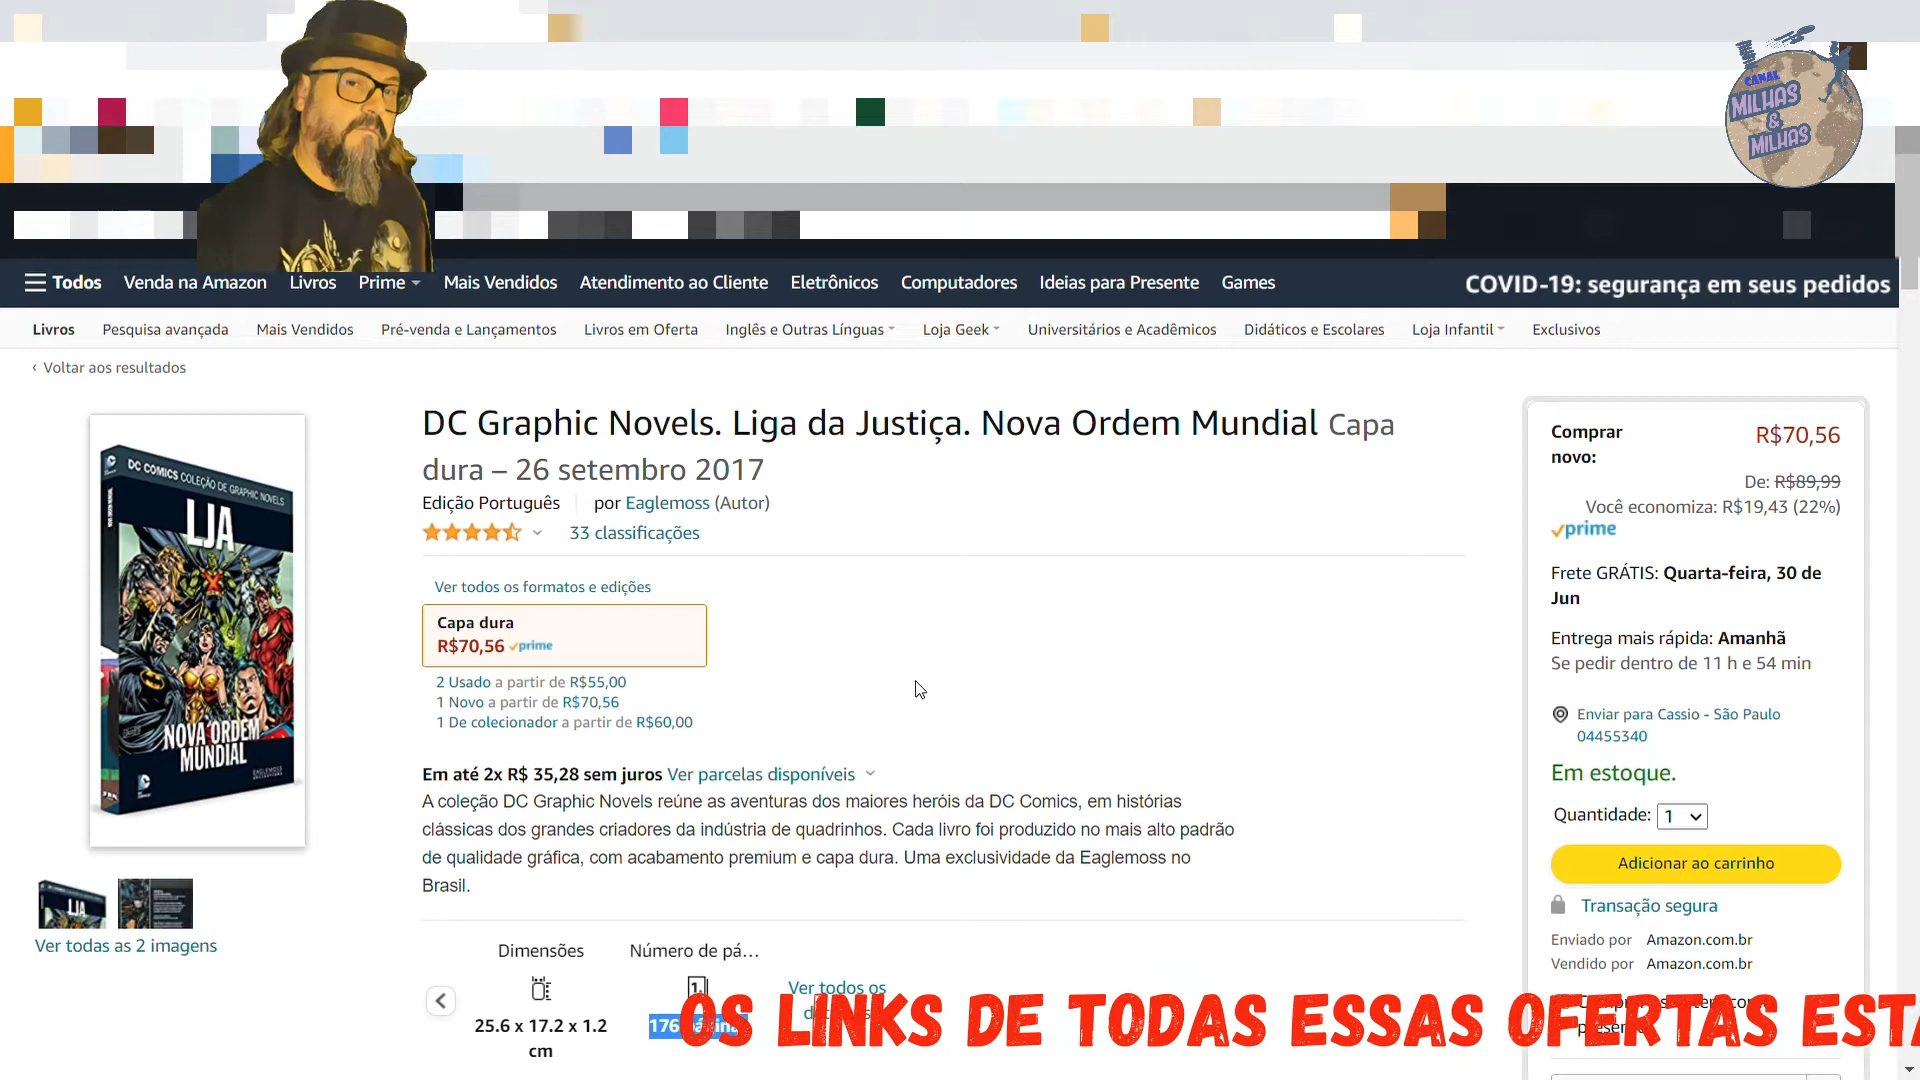 CANAL
MILHAS
&
MILHAS
Todos Venda na Amazon Livros Prime Mais Vendidos Atendimento ao Cliente Eletrônicos Computadores Ideias para Presente Games COVID-19: segurança em seus pedidos
Livros Pesquisa avançada Mais Vendidos Pré-venda e Lançamentos Livros em Oferta Inglês e Outras Línguas Loja Geek Universitários e Acadêmicos Didáticos e Escolares Loja Infantil Exclusivos
‹ Voltar aos resultados
DC COMICS COLEÇÃO DE GRAPHIC NOVELS
LJA
NOVA ORDEM
MUNDIAL
Ver todas as 2 imagens
DC Graphic Novels. Liga da Justiça. Nova Ordem Mundial Capa
dura – 26 setembro 2017
Edição Português por Eaglemoss (Autor)
33 classificações
Ver todos os formatos e edições
Capa dura
R$70,56 prime
2 Usado a partir de R$55,00
1 Novo a partir de R$70,56
1 De colecionador a partir de R$60,00
Em até 2x R$ 35,28 sem juros Ver parcelas disponíveis
A coleção DC Graphic Novels reúne as aventuras dos maiores heróis da DC Comics, em histórias
clássicas dos grandes criadores da indústria de quadrinhos. Cada livro foi produzido no mais alto padrão
de qualidade gráfica, com acabamento premium e capa dura. Uma exclusividade da Eaglemoss no
Brasil.
Dimensões
25.6 x 17.2 x 1.2
cm
Número de pá…
176
Ver todos os
Comprar
novo:
R$70,56
De: R$89,99
Você economiza: R$19,43 (22%)
prime
Frete GRÁTIS: Quarta-feira, 30 de
Jun
Entrega mais rápida: Amanhã
Se pedir dentro de 11 h e 54 min
Enviar para Cassio - São Paulo
04455340
Em estoque.
Quantidade: 1
Adicionar ao carrinho
Transação segura
Enviado por Amazon.com.br
Vendido por Amazon.com.br
OS LINKS DE TODAS ESSAS OFERTAS ESTA